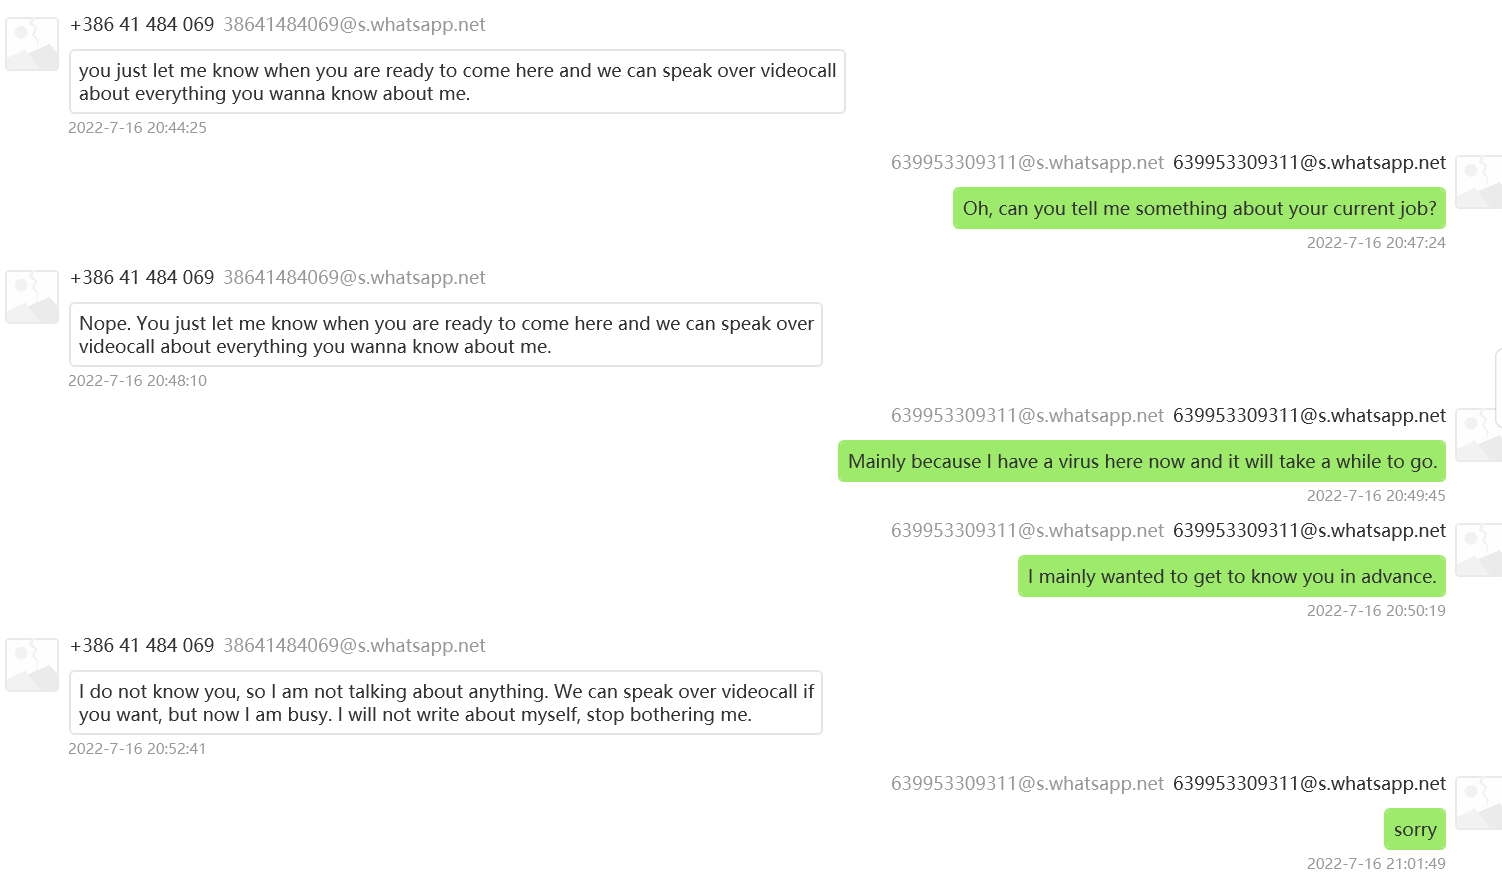 +386 41 484 069 38641484069@s.whatsapp.net
you just let me know when you are ready to come here and we can speak over videocall
about everything you wanna know about me.
2022-7-16 20:44:25
639953309311@s.whatsapp.net 639953309311@s.whatsapp.net
Oh, can you tell me something about your current job?
2022-7-16 20:47:24
+386 41 484 069 38641484069@s.whatsapp.net
Nope. You just let me know when you are ready to come here and we can speak over
videocall about everything you wanna know about me.
2022-7-16 20:48:10
639953309311@s.whatsapp.net 639953309311@s.whatsapp.net
Mainly because I have a virus here now and it will take a while to go.
2022-7-16 20:49:45
639953309311@s.whatsapp.net 639953309311@s.whatsapp.net
I mainly wanted to get to know you in advance.
2022-7-16 20:50:19
+386 41 484 069 38641484069@s.whatsapp.net
I do not know you, so I am not talking about anything. We can speak over videocall if
you want, but now I am busy. I will not write about myself, stop bothering me.
2022-7-16 20:52:41
639953309311@s.whatsapp.net 639953309311@s.whatsapp.net
sorry
2022-7-16 21:01:49